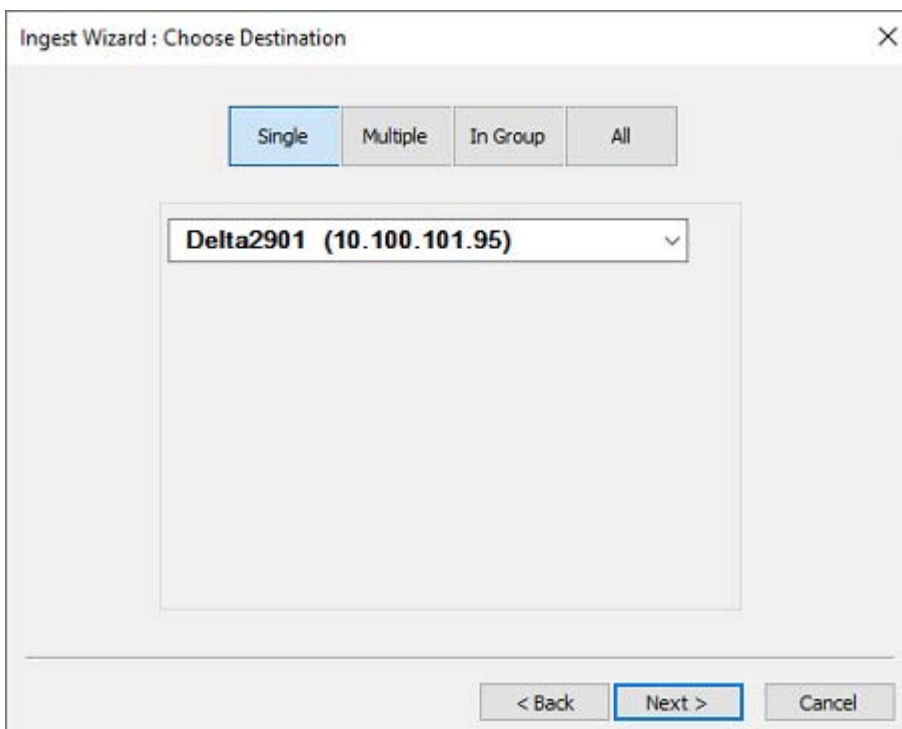 Ingest Wizard : Choose Destination
Single Multiple In Group All
Delta2901 (10.100.101.95)
< Back Next > Cancel